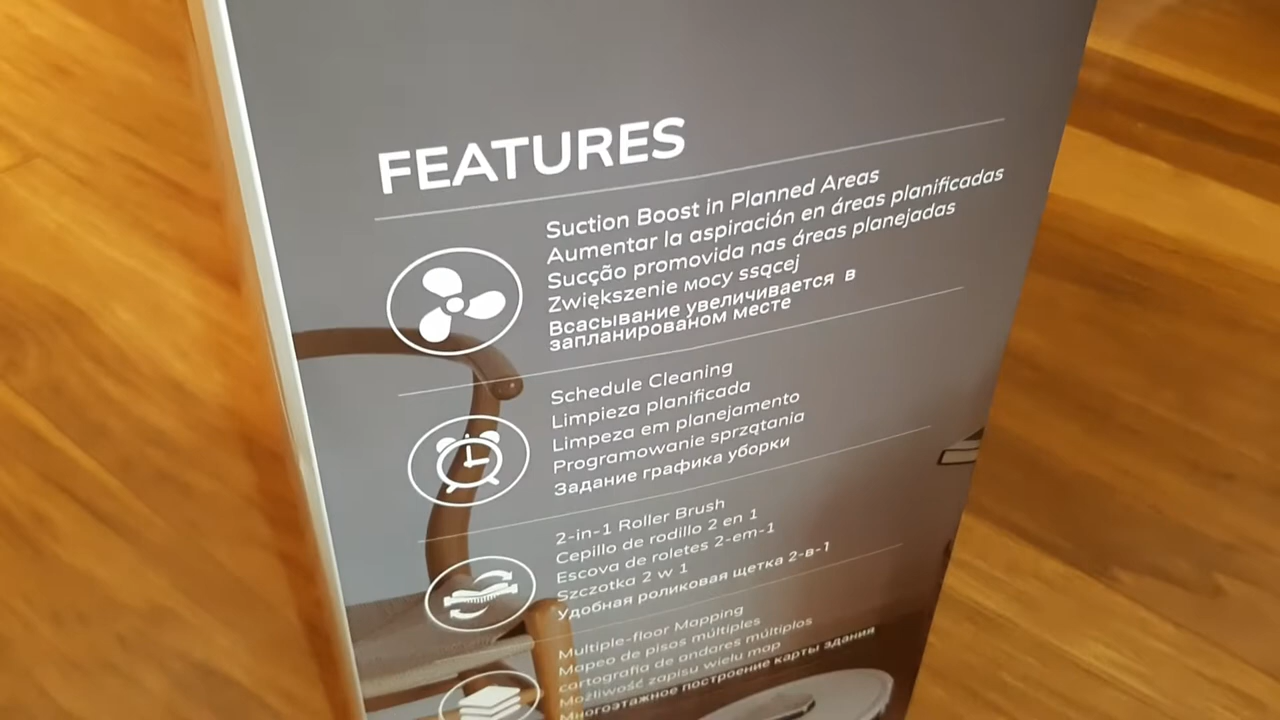 FEATURES
Suction Boost in Planned Areas
Aumentar la aspiración en áreas planificadas
Sucção promovida nas áreas planejadas
Zwiększenie mocy ssącej
Всасывание увеличивается в
запланированом месте
Schedule Cleaning
Limpieza planificada
Limpeza em planejamento
Programowanie sprzątania
Задание графика уборки
2-in-1 Roller Brush
Cepillo de rodillo 2 en 1
Escova de roletes 2-em-1
Szczotka 2 w 1
Удобная роликовая щетка 2-в-1
Multiple-floor Mapping
Mapeo de pisos múltiples
cartografia de andares múltiplos
Możliwość zapisu wielu map
Многоэтажное построение карты здания